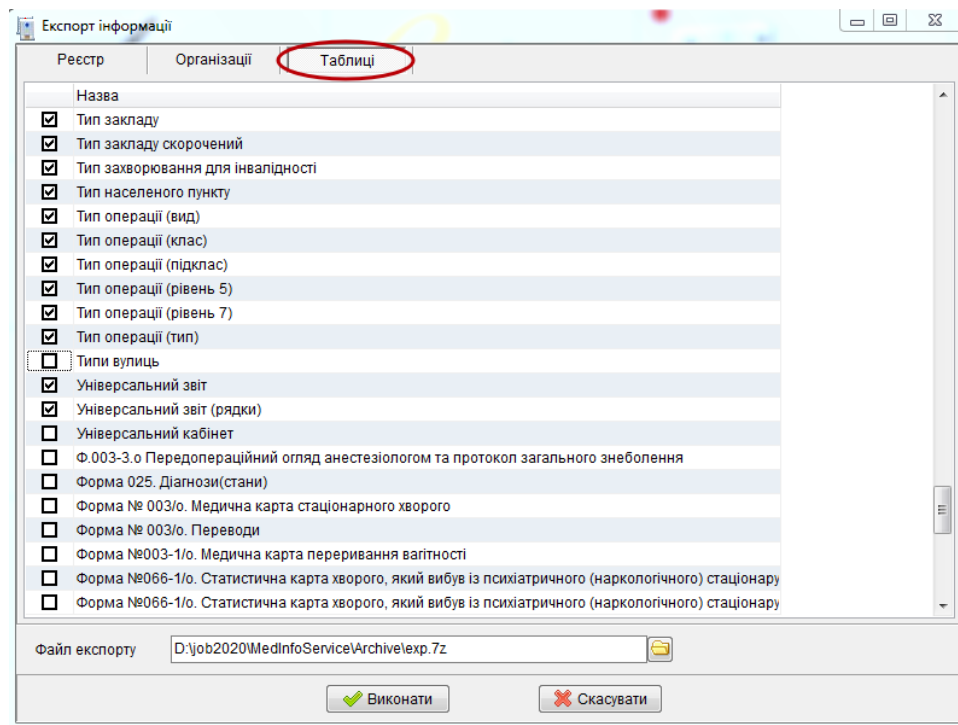 Експорт інформації
Реєстр Організації Таблиці
Назва
Тип закладу
Тип закладу скорочений
Тип захворювання для інвалідності
Тип населеного пункту
Тип операції (вид)
Тип операції (клас)
Тип операції (підклас)
Тип операції (рівень 5)
Тип операції (рівень 7)
Тип операції (тип)
Типи вулиць
Універсальний звіт
Універсальний звіт (рядки)
Універсальний кабінет
Ф.003-3.о Передопераційний огляд анестезіологом та протокол загального знеболення
Форма 025. Діагнози(стани)
Форма № 003/о. Медична карта стаціонарного хворого
Форма № 003/о. Переводи
Форма №003-1/о. Медична карта переривання вагітності
Форма №066-1/о. Статистична карта хворого, який вибув із психіатричного (наркологічного) стаціонару
Форма №066-1/о. Статистична карта хворого, який вибув із психіатричного (наркологічного) стаціонару
Файл експорту D:\job2020\MedInfoService\Archive\exp.7z
Виконати Скасувати